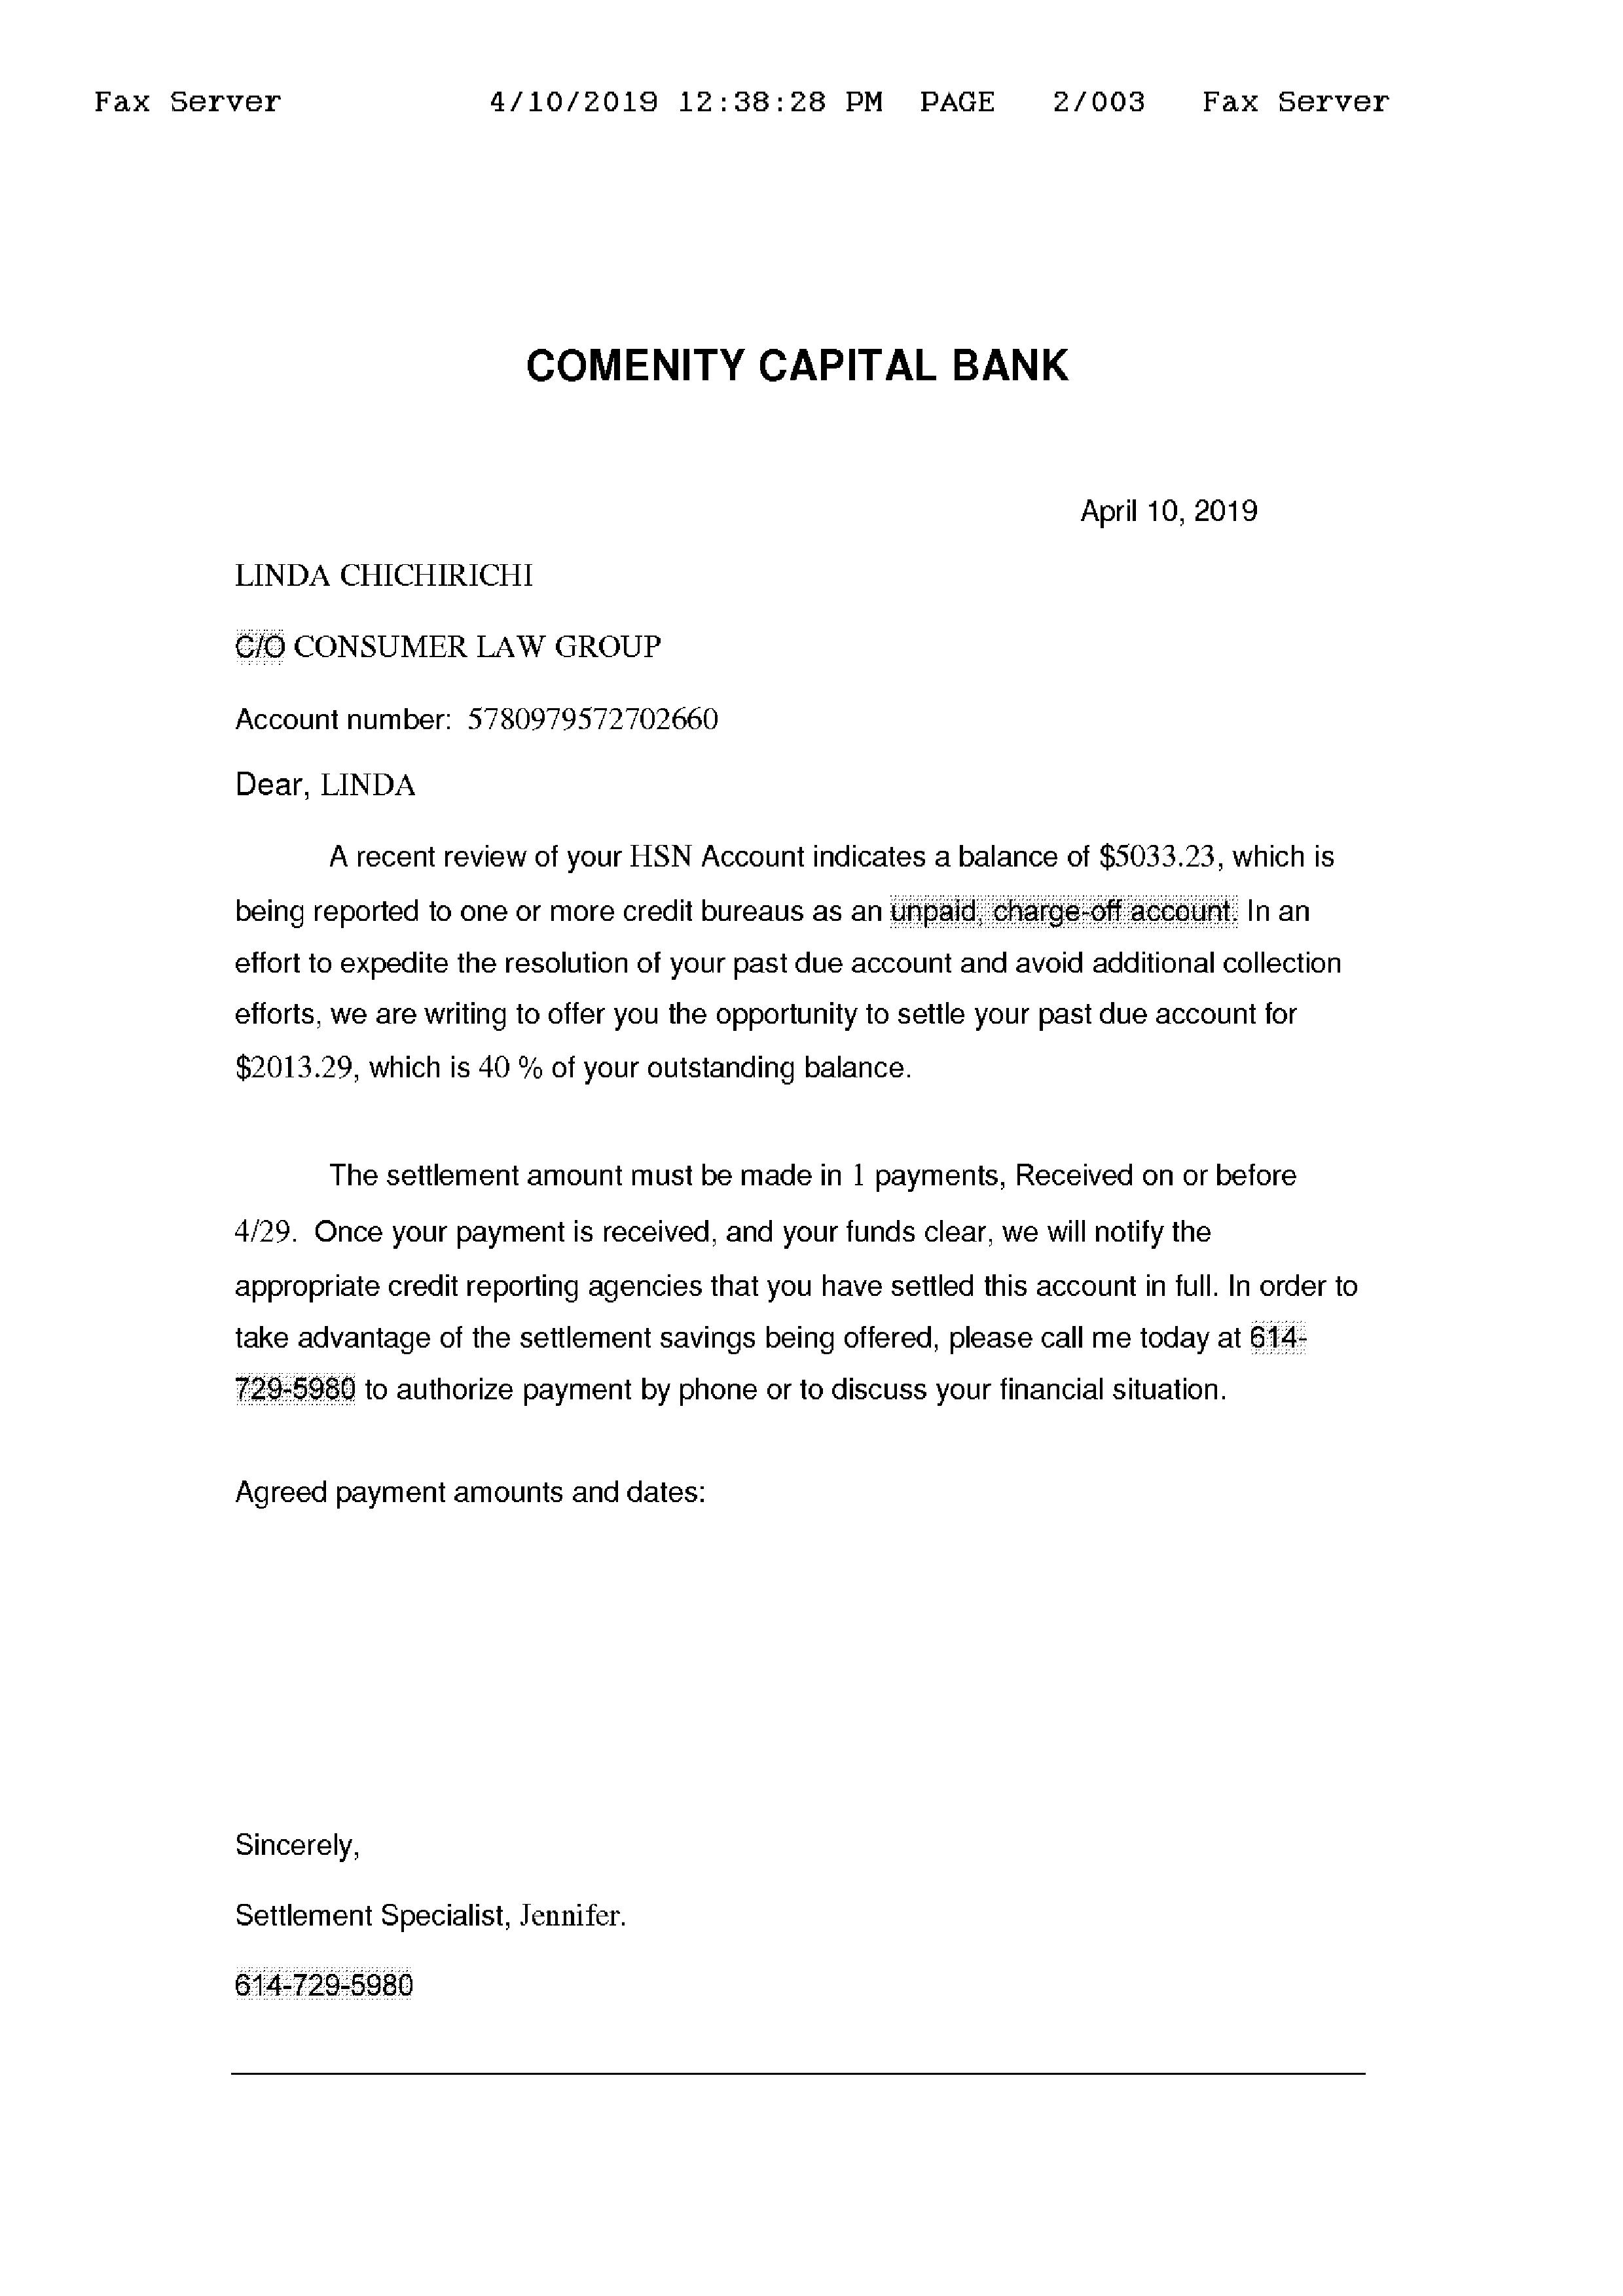 Fax Server 4/10/2019 12:38:28 PM PAGE 2/003 Fax Server
COMENITY CAPITAL BANK
April 10, 2019
LINDA CHICHIRICHI
C/O CONSUMER LAW GROUP
Account number: 5780979572702660
Dear, LINDA
A recent review of your HSN Account indicates a balance of $5033.23, which is
being reported to one or more credit bureaus as an unpaid, charge-off account. In an
effort to expedite the resolution of your past due account and avoid additional collection
efforts, we are writing to offer you the opportunity to settle your past due account for
$2013.29, which is 40 % of your outstanding balance.
The settlement amount must be made in 1 payments, Received on or before
4/29. Once your payment is received, and your funds clear, we will notify the
appropriate credit reporting agencies that you have settled this account in full. In order to
take advantage of the settlement savings being offered, please call me today at 614-
729-5980 to authorize payment by phone or to discuss your financial situation.
Agreed payment amounts and dates:
Sincerely,
Settlement Specialist, Jennifer.
614-729-5980